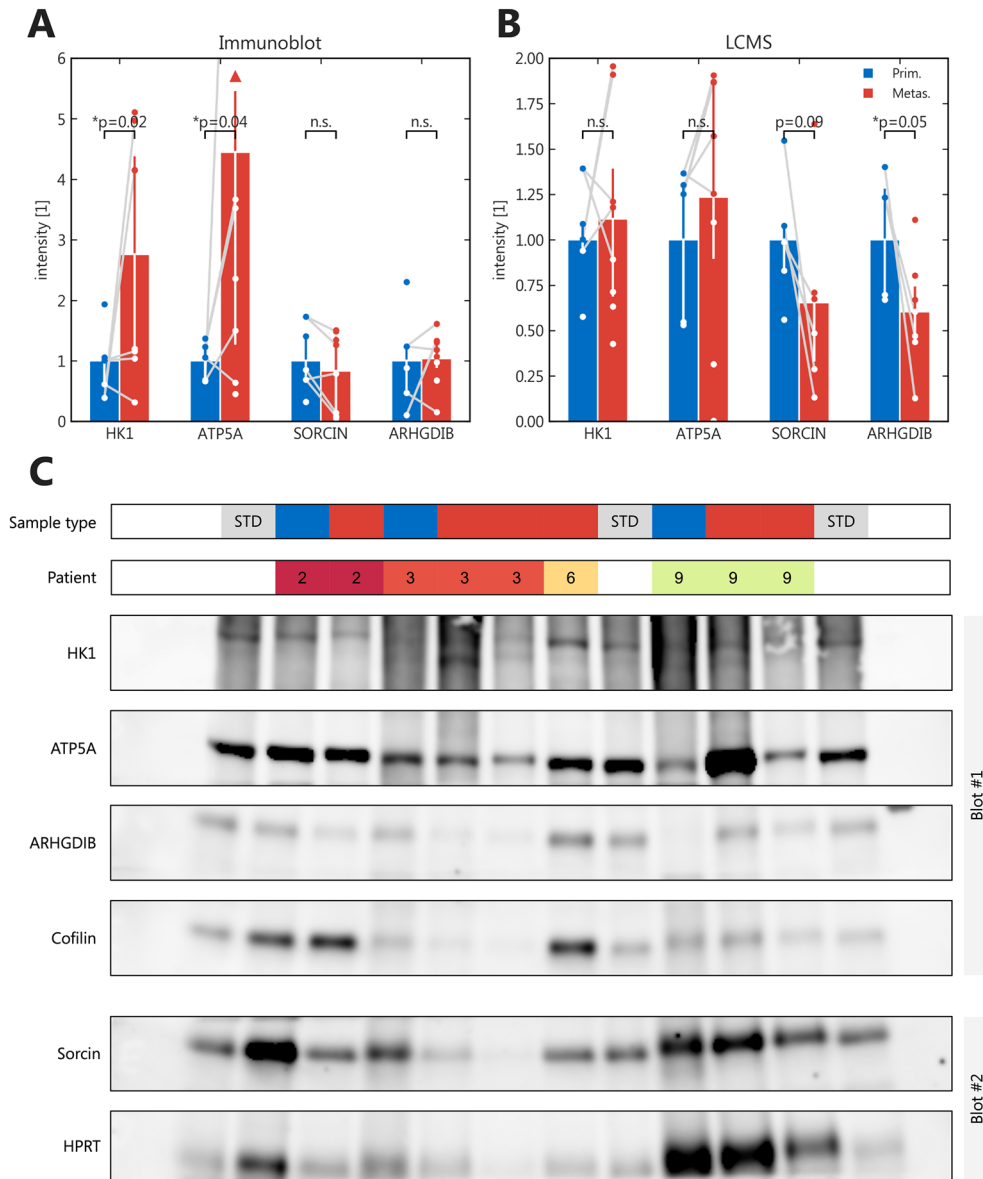 A
B
Immunoblot
LCMS
6
5
4
3
2
1
0
intensity [1]
*p=0.02
*p=0.04
n.s.
n.s.
HK1
ATP5A
SORCIN
ARHGDIB
2.00
1.75
1.50
1.25
1.00
0.75
0.50
0.25
0.00
intensity [1]
Prim.
Metas.
n.s.
n.s.
p=0.09
*p=0.05
HK1
ATP5A
SORCIN
ARHGDIB
C
Sample type
STD
STD
STD
Patient
2 2 3 3 3 6 9 9 9
HK1
ATP5A
ARHGDIB
Cofilin
Blot #1
Sorcin
HPRT
Blot #2